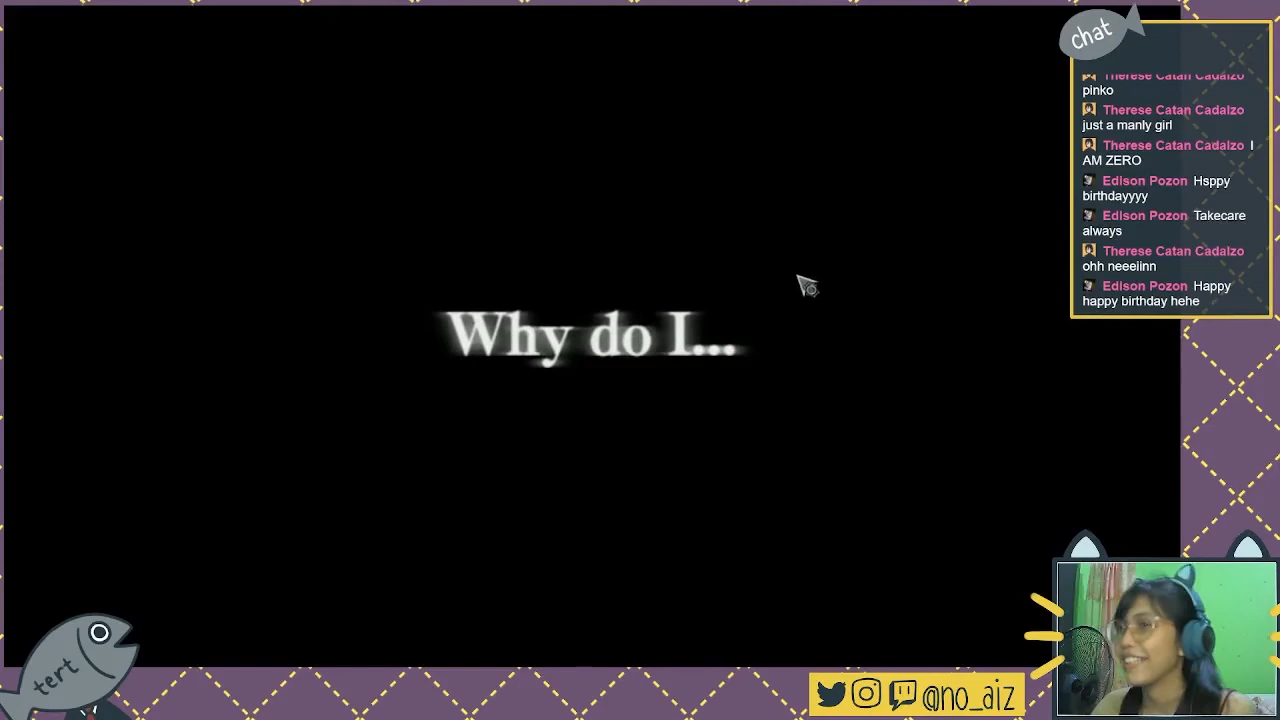 chat
Therese Catan Cadalzo
pinko
Therese Catan Cadalzo
just a manly girl
Therese Catan Cadalzo I
AM ZERO
Edison Pozon Hsppy
birthdayyyy
Edison Pozon Takecare
always
Therese Catan Cadalzo
ohh neeeiinn
Edison Pozon Happy
happy birthday hehe
Why do I...
tert
@no_aiz